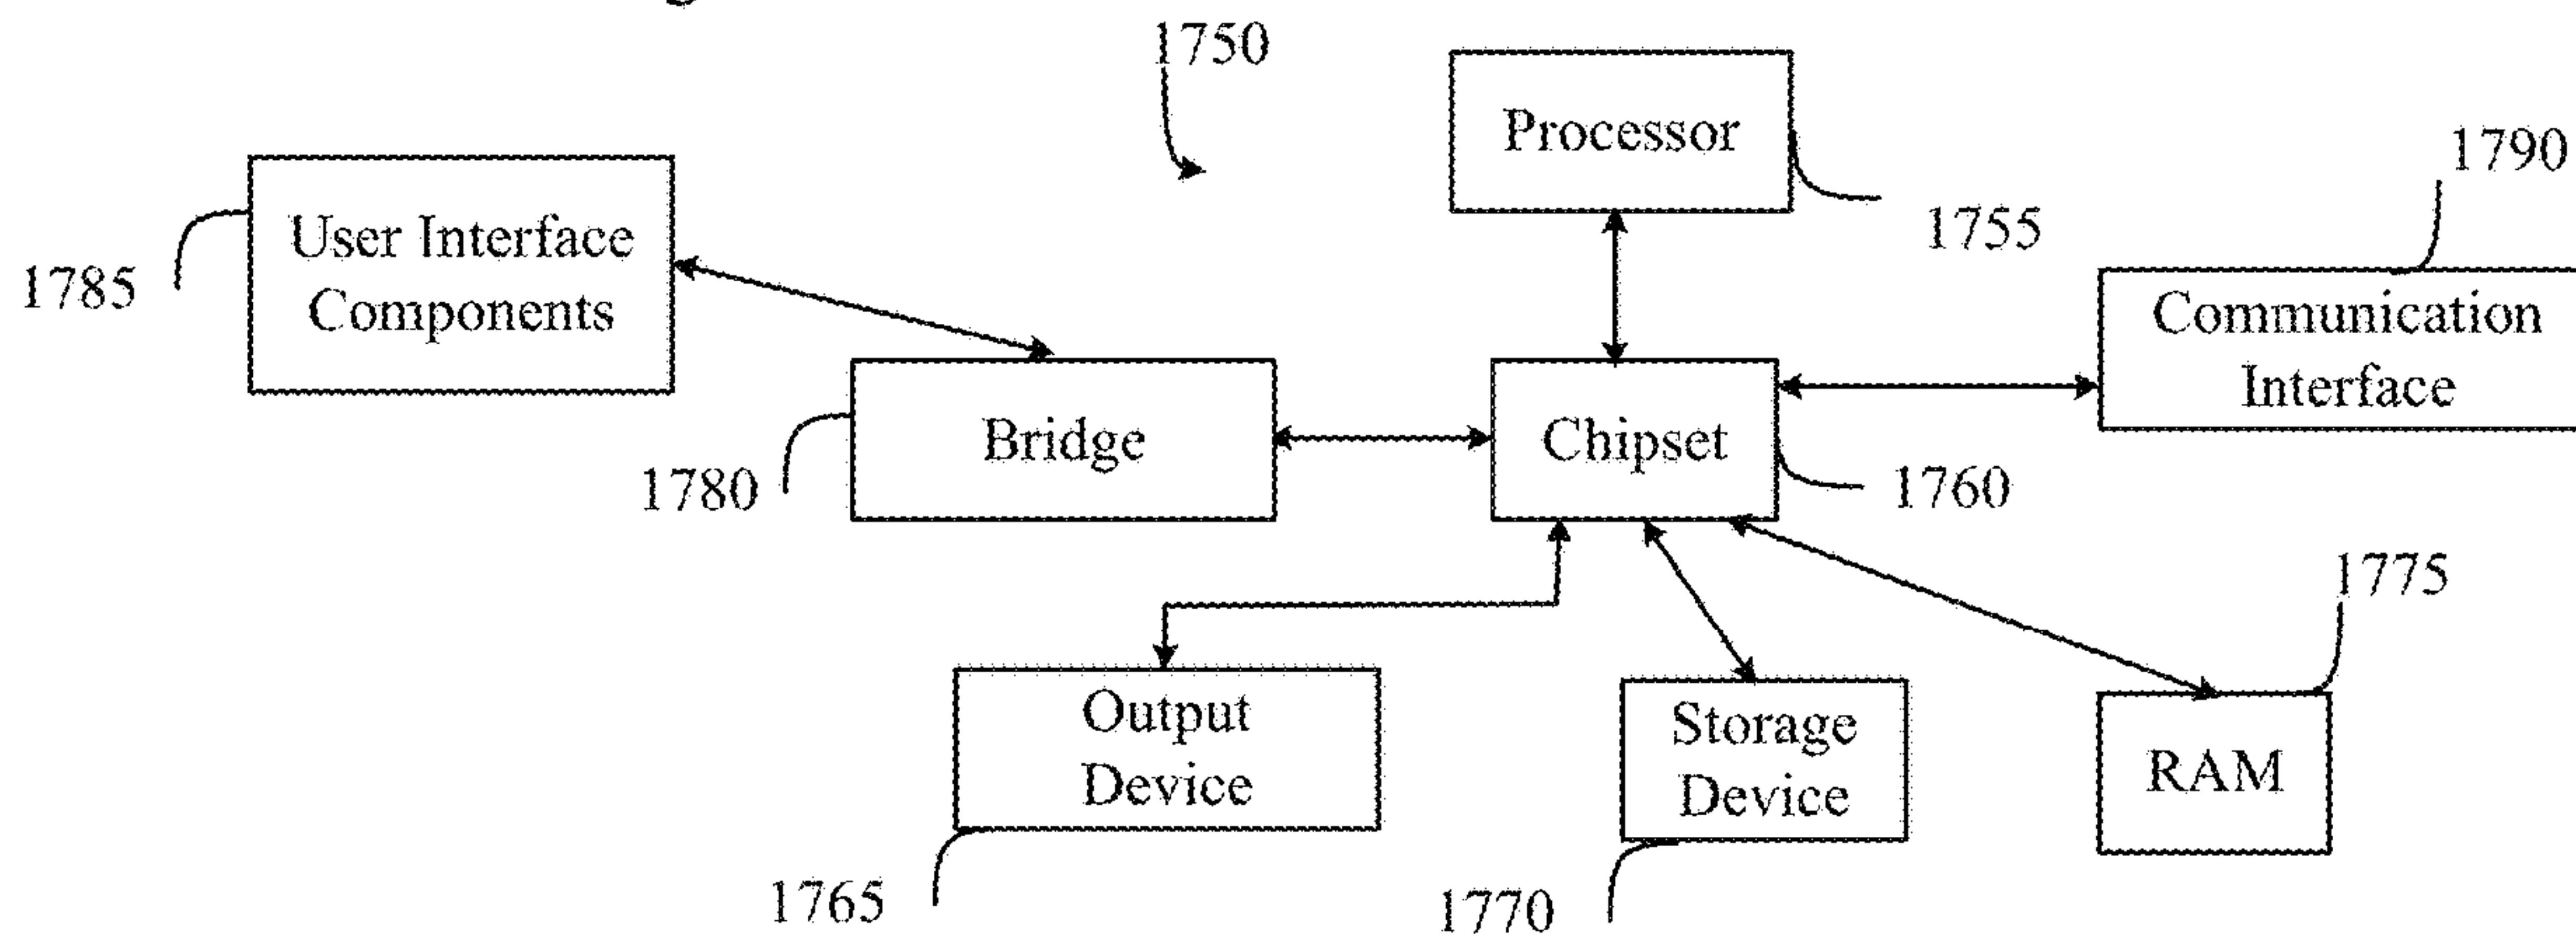 1750
Processor
1790
1755
User Interface
Components
1785
Communication
Interface
Bridge
Chipset
1780
1760
1775
Output
Device
Storage
Device
RAM
1765
1770